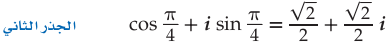 الجذر الثاني cos π/4 + i sin π/4 = √2/2 + √2/2 i